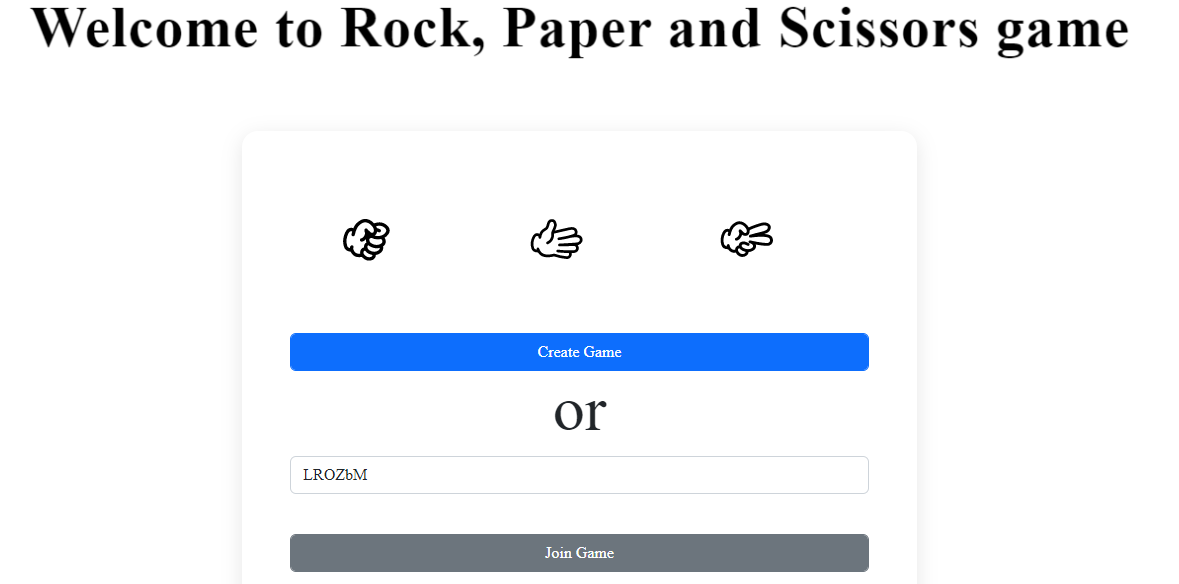 Welcome to Rock, Paper and Scissors game
Create Game
or
LROZbM
Join Game